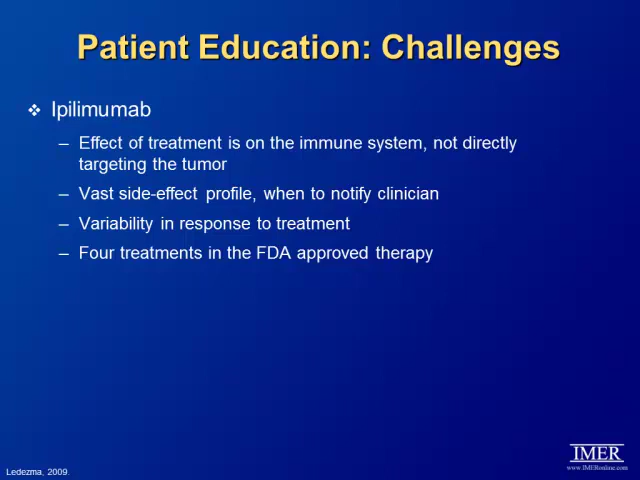 Patient Education: Challenges
❖ Ipilimumab
– Effect of treatment is on the immune system, not directly
targeting the tumor
– Vast side-effect profile, when to notify clinician
– Variability in response to treatment
– Four treatments in the FDA approved therapy
IMER
www.IMERonline.com
Ledezma, 2009.